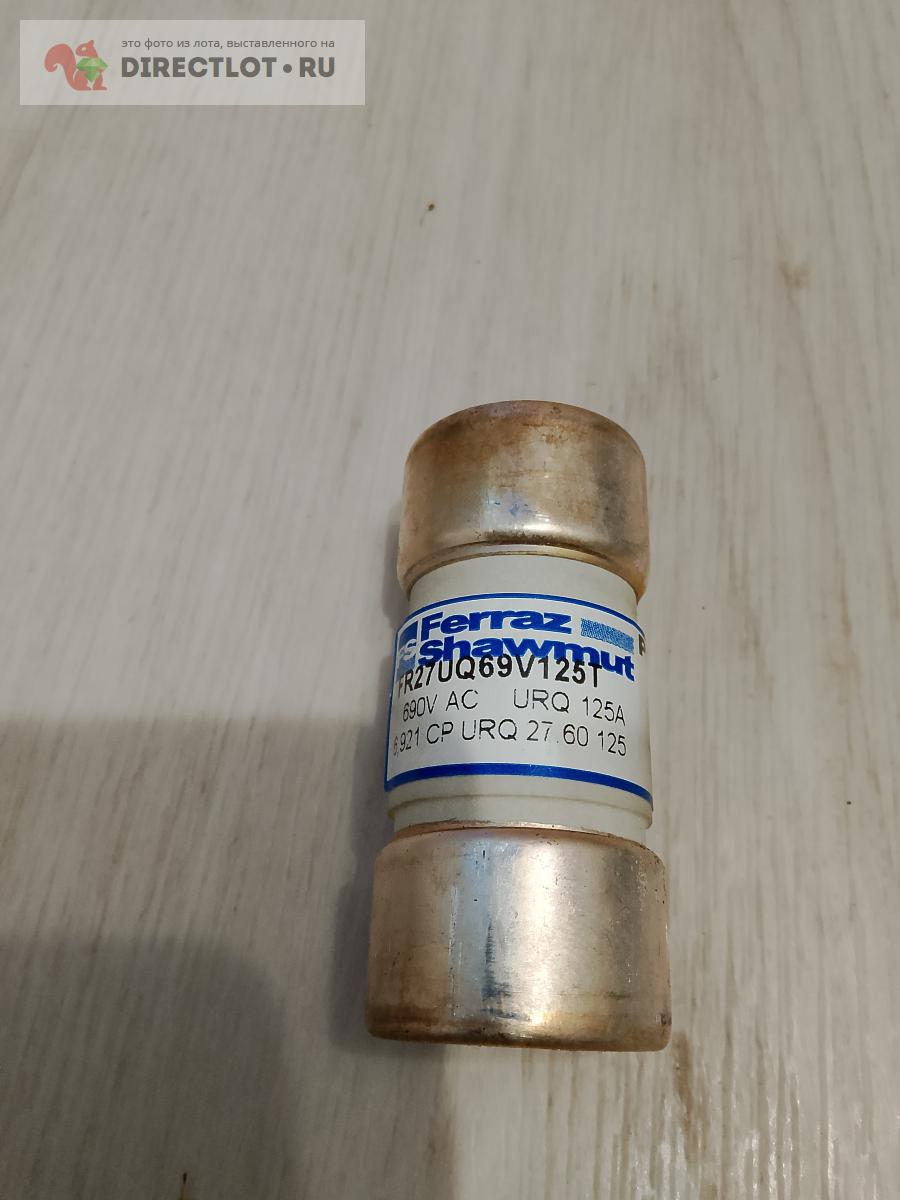 это фото из лота, выставленного на
DIRECTLOT•RU
FS Ferraz
Shawmut
FR27UQ69V125T
690V AC URQ 125A
6,921 CP URQ 27.60 125